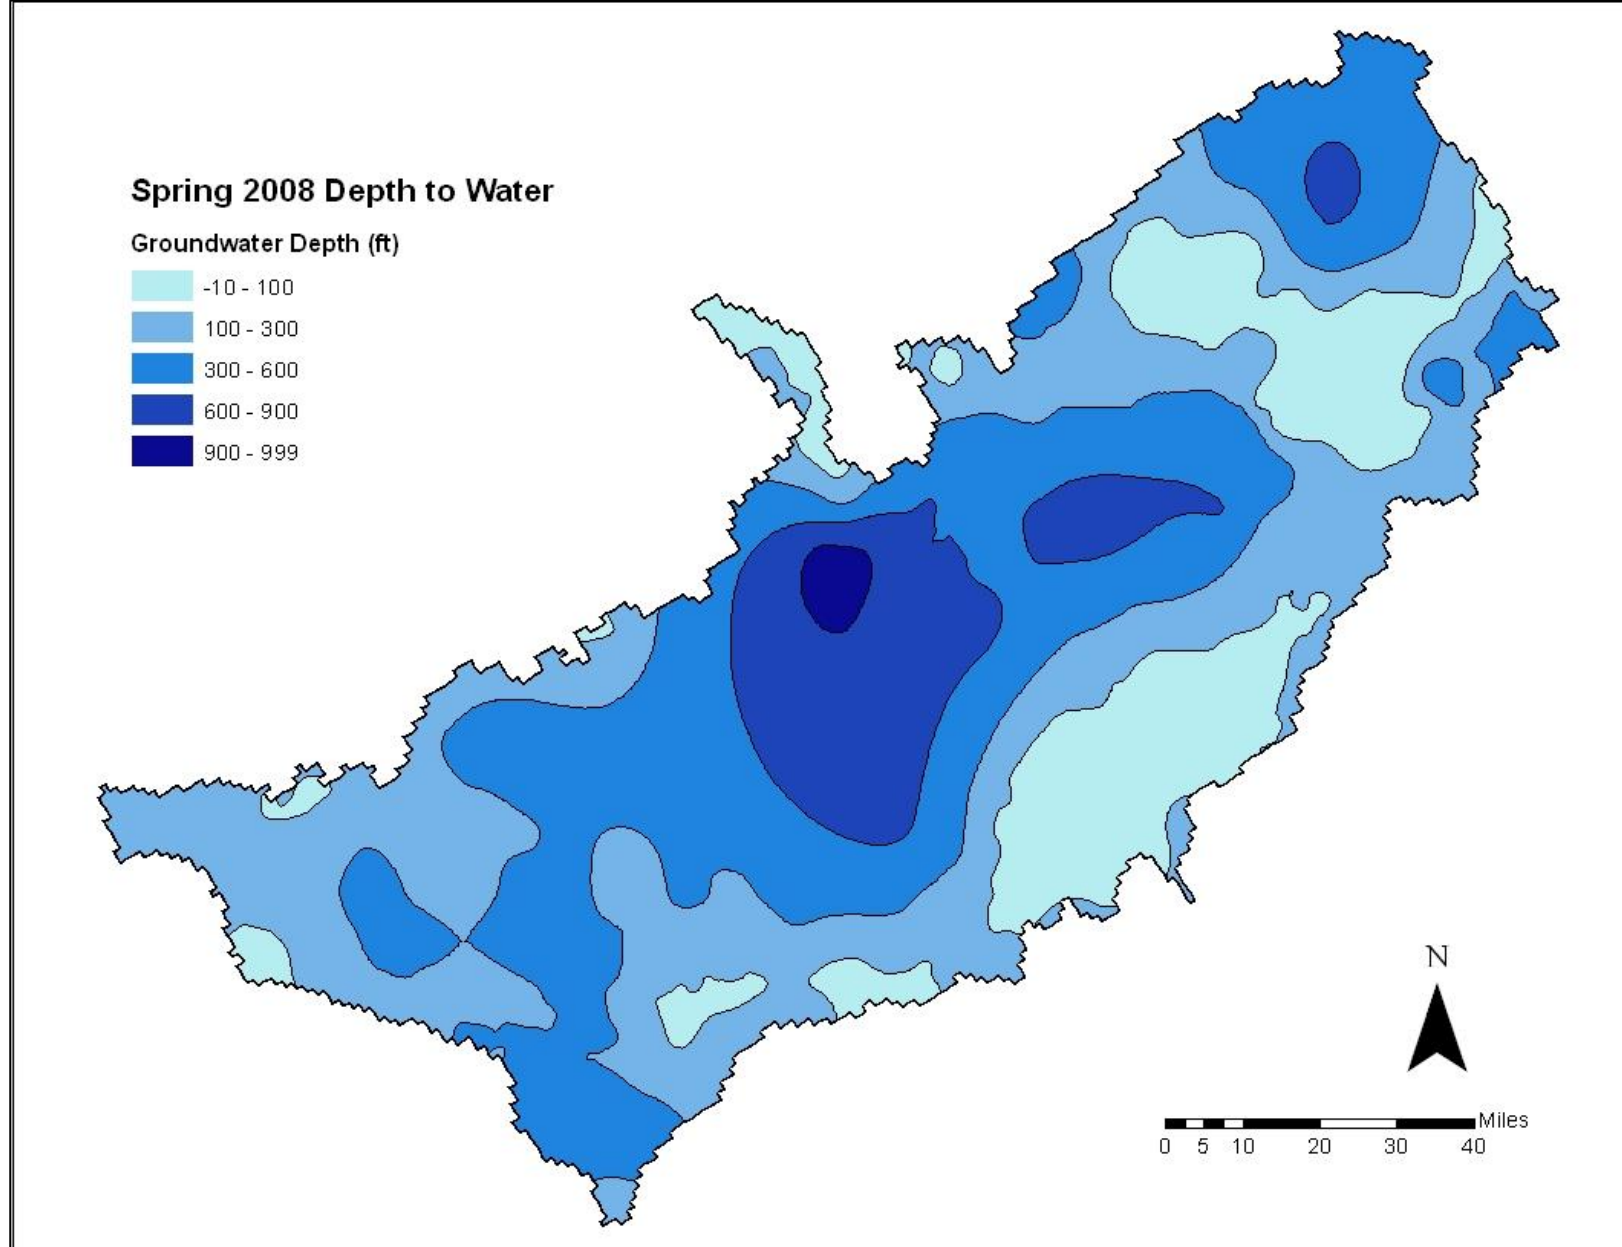 Spring 2008 Depth to Water
Groundwater Depth (ft)
-10 - 100
100 - 300
300 - 600
600 - 900
900 - 999
N
Miles
0 5 10 20 30 40